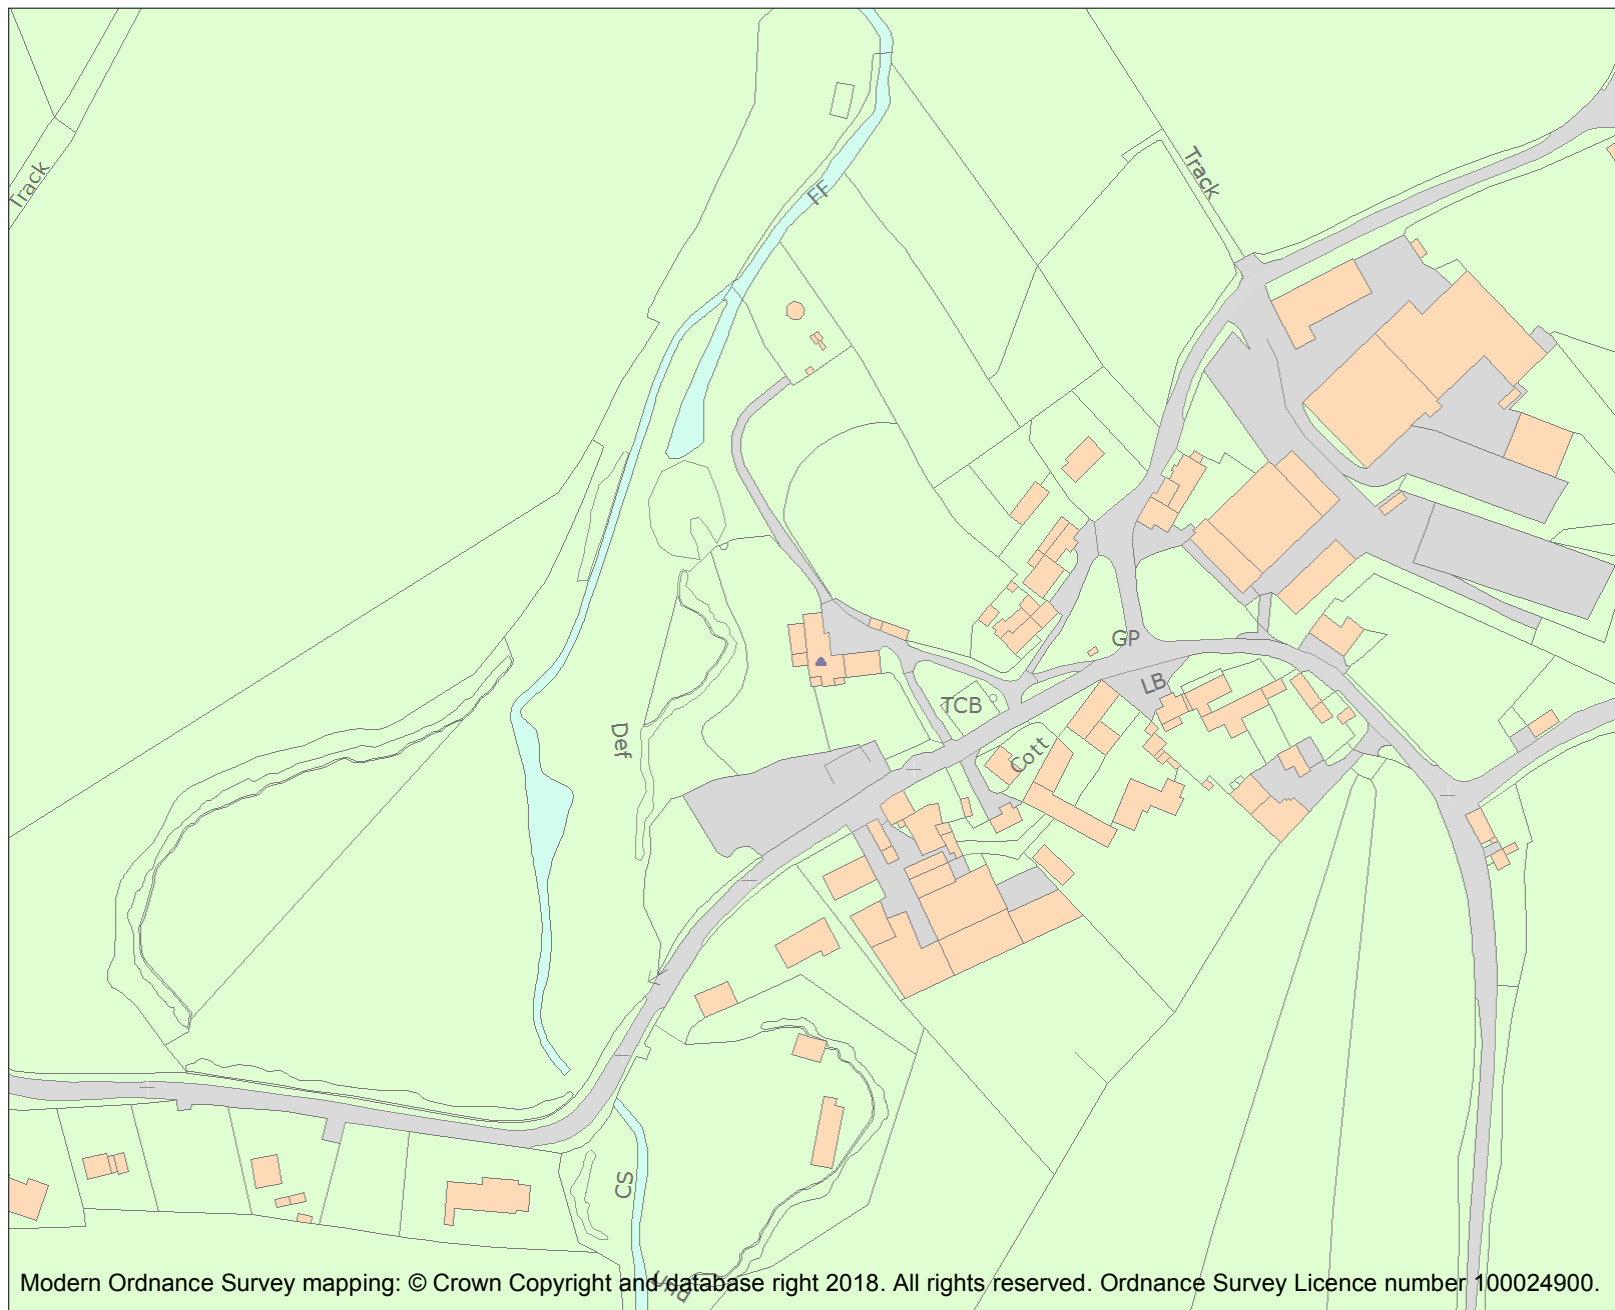 Track
Track
FF
GP
LB
TCB
Def
Cott
CS
Und
Modern Ordnance Survey mapping: © Crown Copyright and database right 2018. All rights reserved. Ordnance Survey Licence number 100024900.